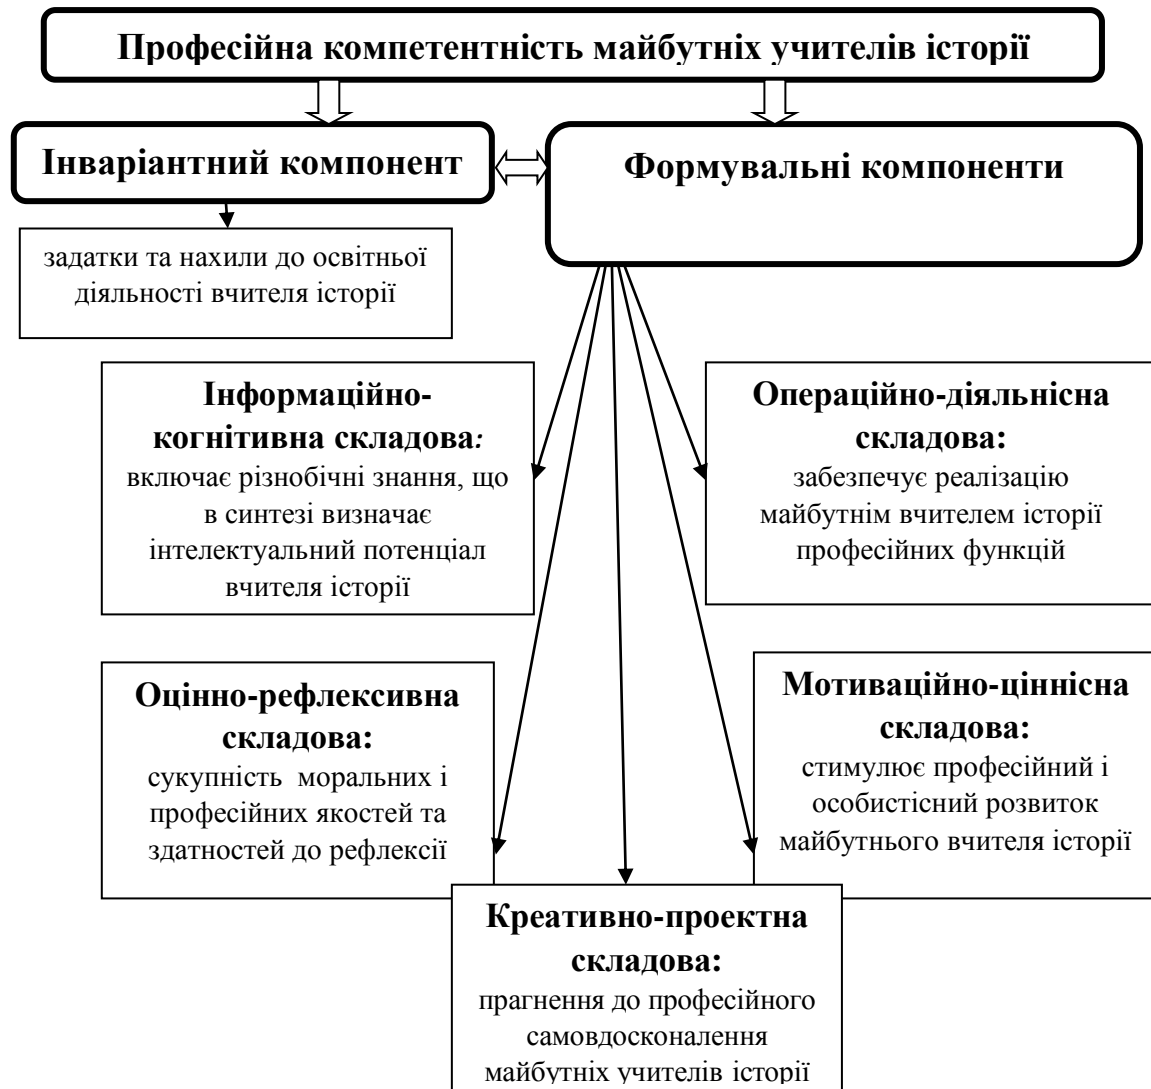 Професійна компетентність майбутніх учителів історії
Інваріантний компонент
Формувальні компоненти
задатки та нахили до освітньої
діяльності вчителя історії
Інформаційно-
когнітивна складова:
включає різнобічні знання, що
в синтезі визначає
інтелектуальний потенціал
вчителя історії
Операційно-діяльнісна
складова:
забезпечує реалізацію
майбутнім вчителем історії
професійних функцій
Оцінно-рефлексивна
складова:
сукупність моральних і
професійних якостей та
здатностей до рефлексії
Мотиваційно-ціннісна
складова:
стимулює професійний і
особистісний розвиток
майбутнього вчителя історії
Креативно-проектна
складова:
прагнення до професійного
самовдосконалення
майбутніх учителів історії